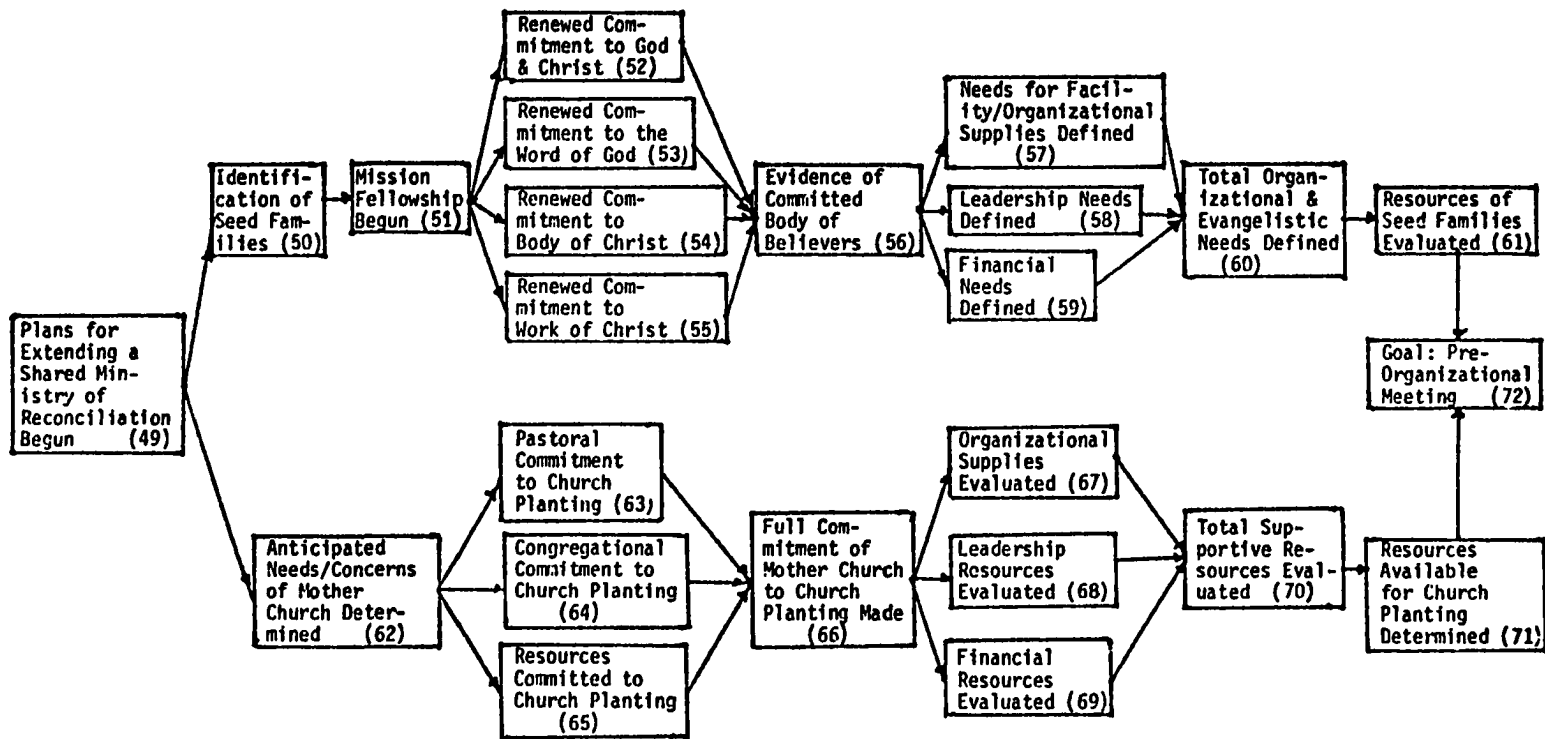 Plans for
Extending a
Shared Min-
istry of
Reconciliation
Begun (49)
Identifi-
cation of
Seed Fam-
ilies (50)
Mission
Fellowship
Begun (51)
Renewed Com-
mitment to God
& Christ (52)
Renewed Com-
mitment to the
Word of God (53)
Renewed Com-
mitment to
Body of Christ (54)
Renewed Com-
mitment to
Work of Christ (55)
Evidence of
Committed
Body of
Believers (56)
Needs for Facil-
ity/Organizational
Supplies Defined
(57)
Leadership Needs
Defined (58)
Financial
Needs
Defined (59)
Total Organ-
izational &
Evangelistic
Needs Defined
(60)
Resources of
Seed Families
Evaluated (61)
Goal: Pre-
Organizational
Meeting (72)
Anticipated
Needs/Concerns
of Mother
Church Deter-
mined (62)
Pastoral
Commitment
to Church
Planting (63)
Congregational
Commitment to
Church Planting
(64)
Resources
Committed to
Church Planting
(65)
Full Com-
mitment of
Mother Church
to Church
Planting Made
(66)
Organizational
Supplies
Evaluated (67)
Leadership
Resources
Evaluated (68)
Financial
Resources
Evaluated (69)
Total Sup-
portive Re-
sources Eval-
uated (70)
Resources
Available
for Church
Planting
Determined (71)